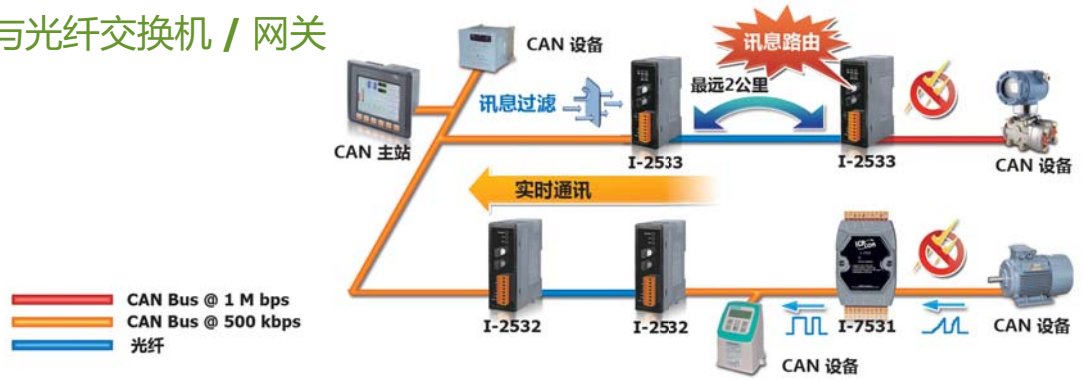 与光纤交换机 / 网关
CAN 设备
讯息路由
讯息过滤
最远2公里
CAN 主站
I-2533
I-2533
CAN 设备
实时通讯
CAN Bus @ 1 M bps
CAN Bus @ 500 kbps
光纤
I-2532
I-2532
I-7531
CAN 设备
CAN 设备